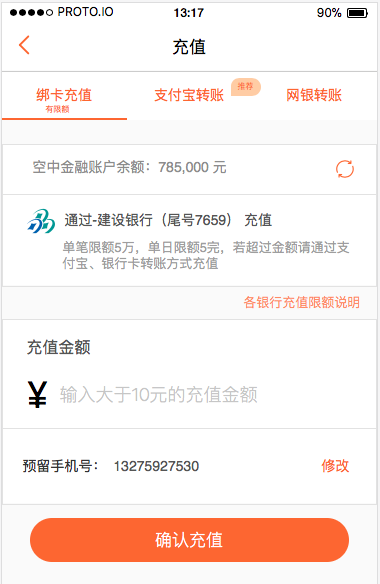 PROTO.IO 13:17 90%
充值
绑卡充值 支付宝转账 推荐 网银转账
有限额
空中金融账户余额：785,000 元
通过-建设银行（尾号7659） 充值
单笔限额5万，单日限额5完，若超过金额请通过支
付宝、银行卡转账方式充值
各银行充值限额说明
充值金额
¥ 输入大于10元的充值金额
预留手机号： 13275927530 修改
确认充值